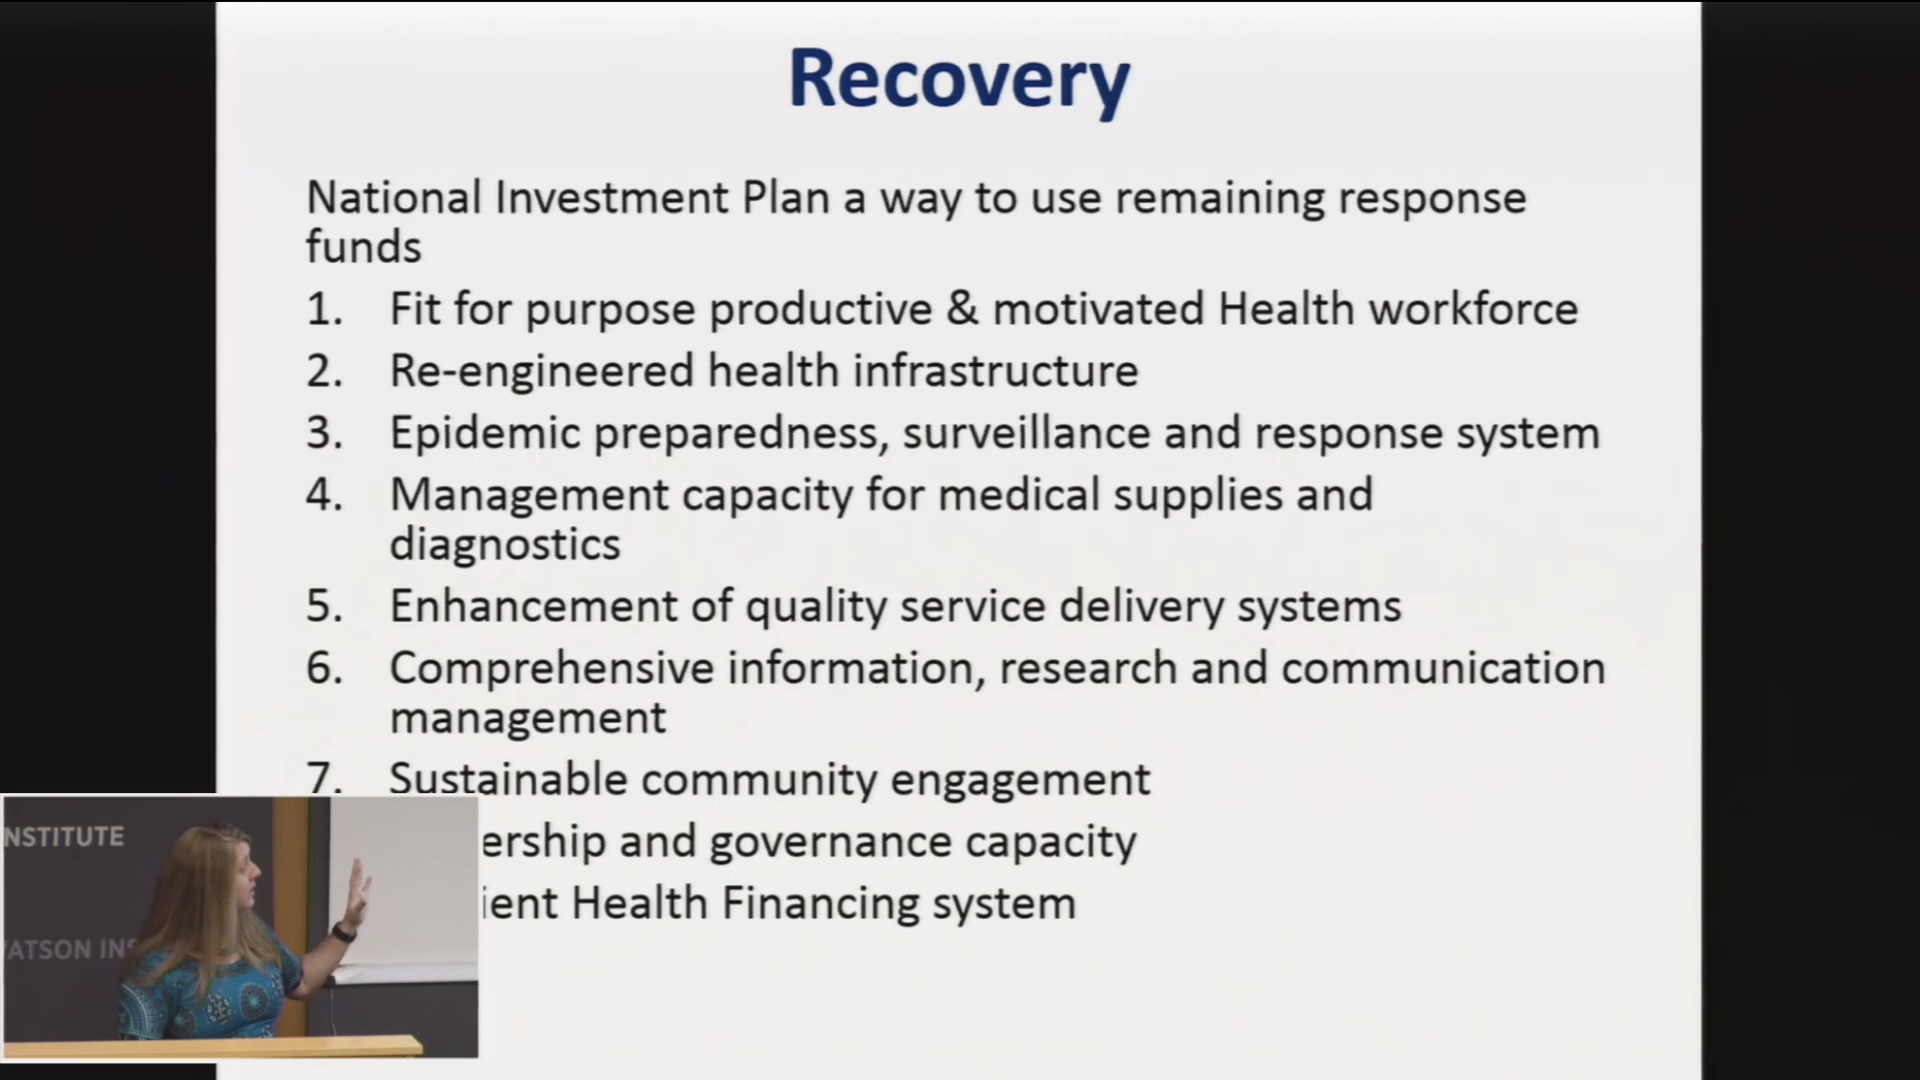 Recovery
National Investment Plan a way to use remaining response
funds
1. Fit for purpose productive & motivated Health workforce
2. Re-engineered health infrastructure
3. Epidemic preparedness, surveillance and response system
4. Management capacity for medical supplies and
diagnostics
5. Enhancement of quality service delivery systems
6. Comprehensive information, research and communication
management
7. Sustainable community engagement
ership and governance capacity
ient Health Financing system
NSTITUTE
ATSON INS